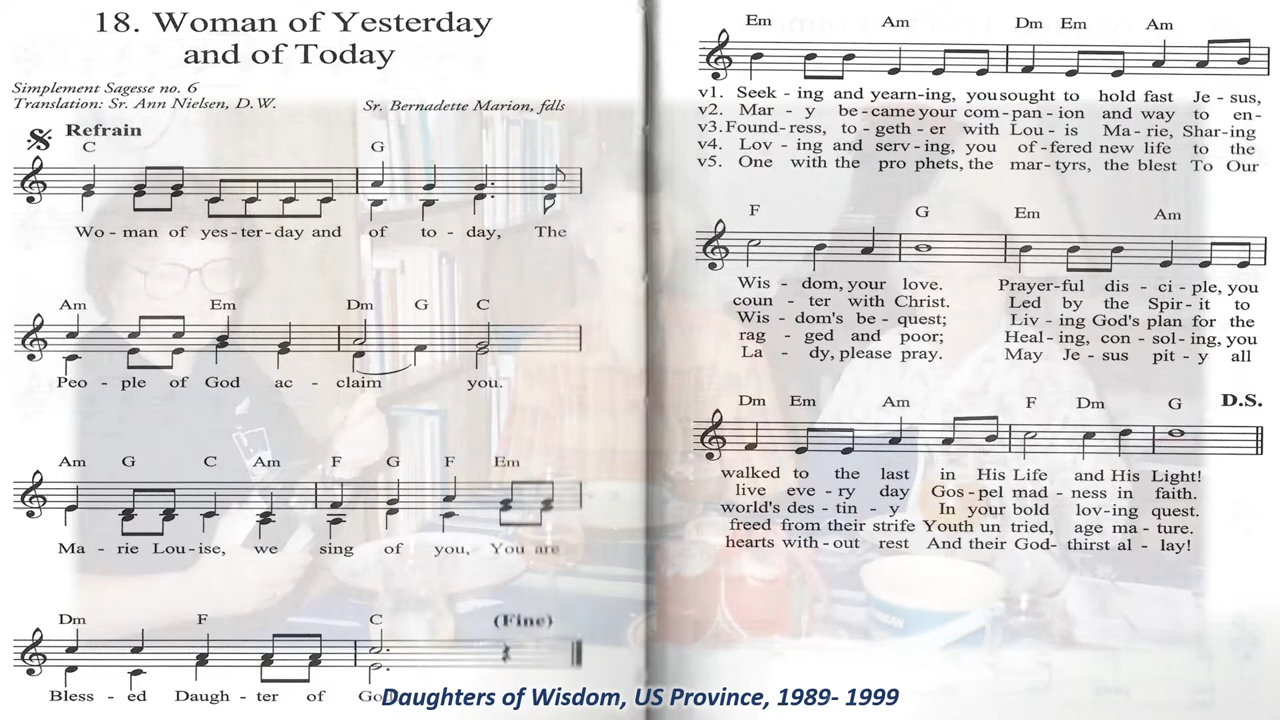 18. Woman of Yesterday
and of Today
Simplement Sagesse no. 6
Translation: Sr. Ann Nielsen, D.W.
Sr. Bernadette Marion, fdls
Refrain
C G
Wo - man of yes - ter - day and of to - day, The
Am Em Dm G C
Peo - ple of God ac - claim you.
Am G C Am F G F Em
Ma - rie Lou - ise, we sing of you, You are
Dm F C (Fine)
Bless - ed Daugh - ter of God
Em Am Dm Em Am
v1. Seek - ing and yearn-ing, you sought to hold fast Je - sus,
v2. Mar - y be - came your com - pan - ion and way to en-
v3. Found - ress, to - geth - er with Lou - is Ma - rie, Shar-ing
v4. Lov - ing and serv - ing, you of - fered new life to the
v5. One with the pro phets, the mar - tyrs, the blest To Our
F G Em Am
Wis - dom, your love. Prayer-ful dis - ci - ple, you
coun - ter with Christ. Led by the Spir - it to
Wis - dom's be - quest; Liv - ing God's plan for the
rag - ged and poor; Heal - ing, con - sol - ing, you
La - dy, please pray. May Je - sus pit - y all
Dm Em Am F Dm G D.S.
walked to the last in His Life and His Light!
live eve - ry day Gos - pel mad - ness in faith.
world's des - tin - y In your bold lov - ing quest.
freed from their strife Youth un tried, age ma - ture.
hearts with - out rest And their God- thirst al - lay!
Daughters of Wisdom, US Province, 1989- 1999